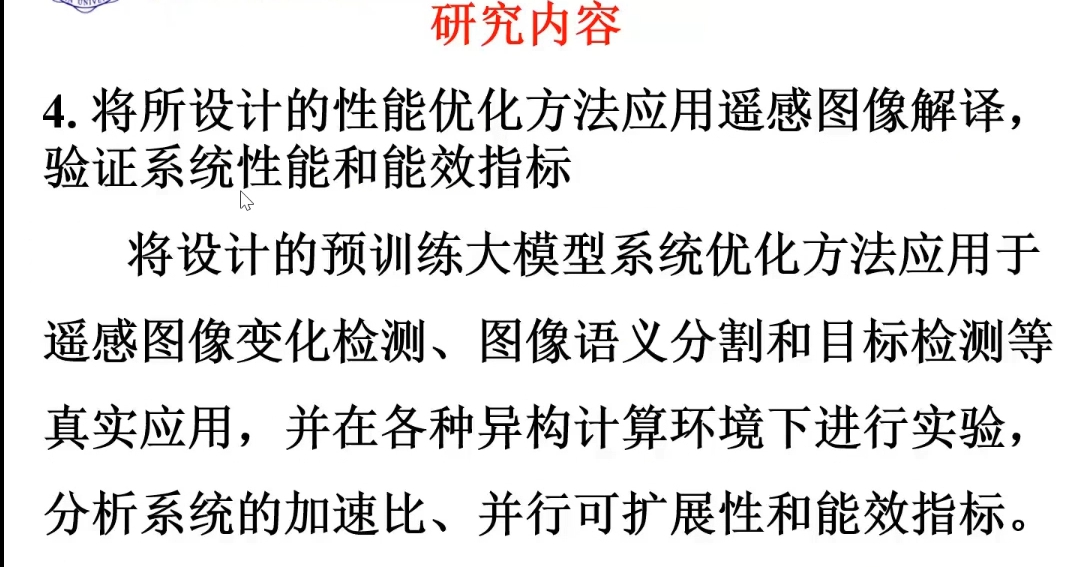 研究内容
4. 将所设计的性能优化方法应用遥感图像解译，
验证系统性能和能效指标
将设计的预训练大模型系统优化方法应用于
遥感图像变化检测、图像语义分割和目标检测等
真实应用，并在各种异构计算环境下进行实验，
分析系统的加速比、并行可扩展性和能效指标。